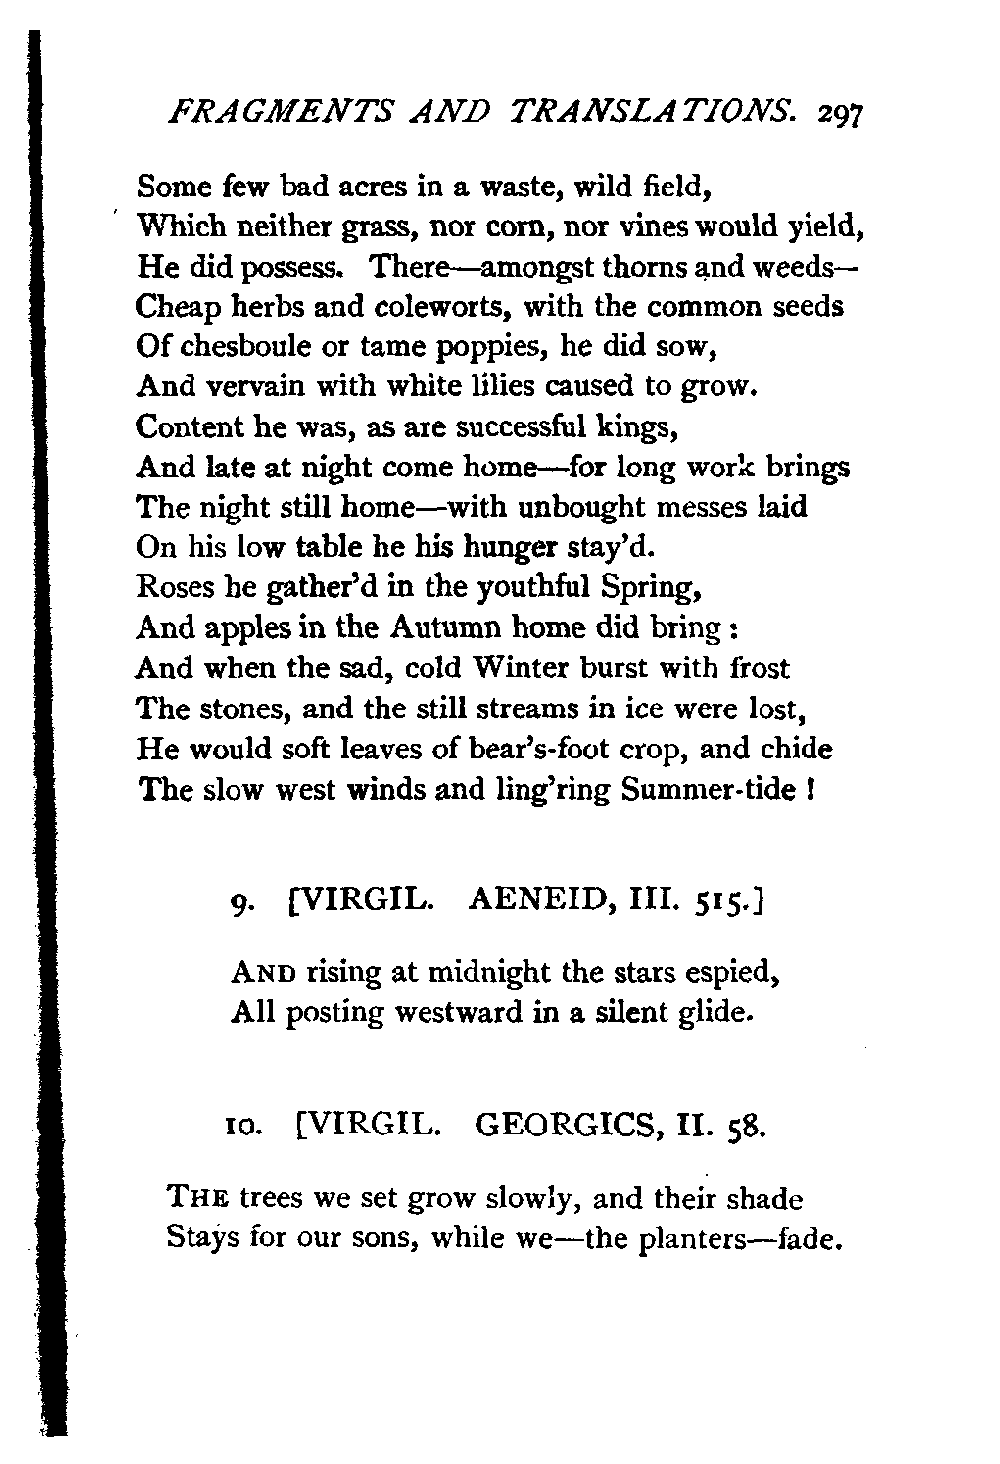 FRAGMENTS AND TRANSLATIONS. 297
Some few bad acres in a waste, wild field,
Which neither grass, nor corn, nor vines would yield,
He did possess. There—amongst thorns and weeds—
Cheap herbs and coleworts, with the common seeds
Of chesboule or tame poppies, he did sow,
And vervain with white lilies caused to grow.
Content he was, as are successful kings,
And late at night come home—for long work brings
The night still home—with unbought messes laid
On his low table he his hunger stay'd.
Roses he gather'd in the youthful Spring,
And apples in the Autumn home did bring :
And when the sad, cold Winter burst with frost
The stones, and the still streams in ice were lost,
He would soft leaves of bear's-foot crop, and chide
The slow west winds and ling'ring Summer-tide !
9. [VIRGIL. AENEID, III. 515.]
AND rising at midnight the stars espied,
All posting westward in a silent glide.
10. [VIRGIL. GEORGICS, II. 58.
THE trees we set grow slowly, and their shade
Stays for our sons, while we—the planters—fade.